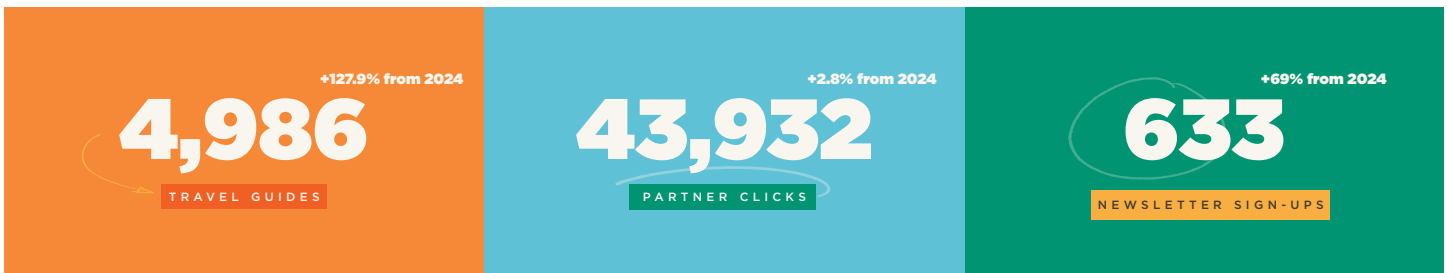 +127.9% from 2024
4,986
TRAVEL GUIDES
+2.8% from 2024
43,932
PARTNER CLICKS
+69% from 2024
633
NEWSLETTER SIGN-UPS